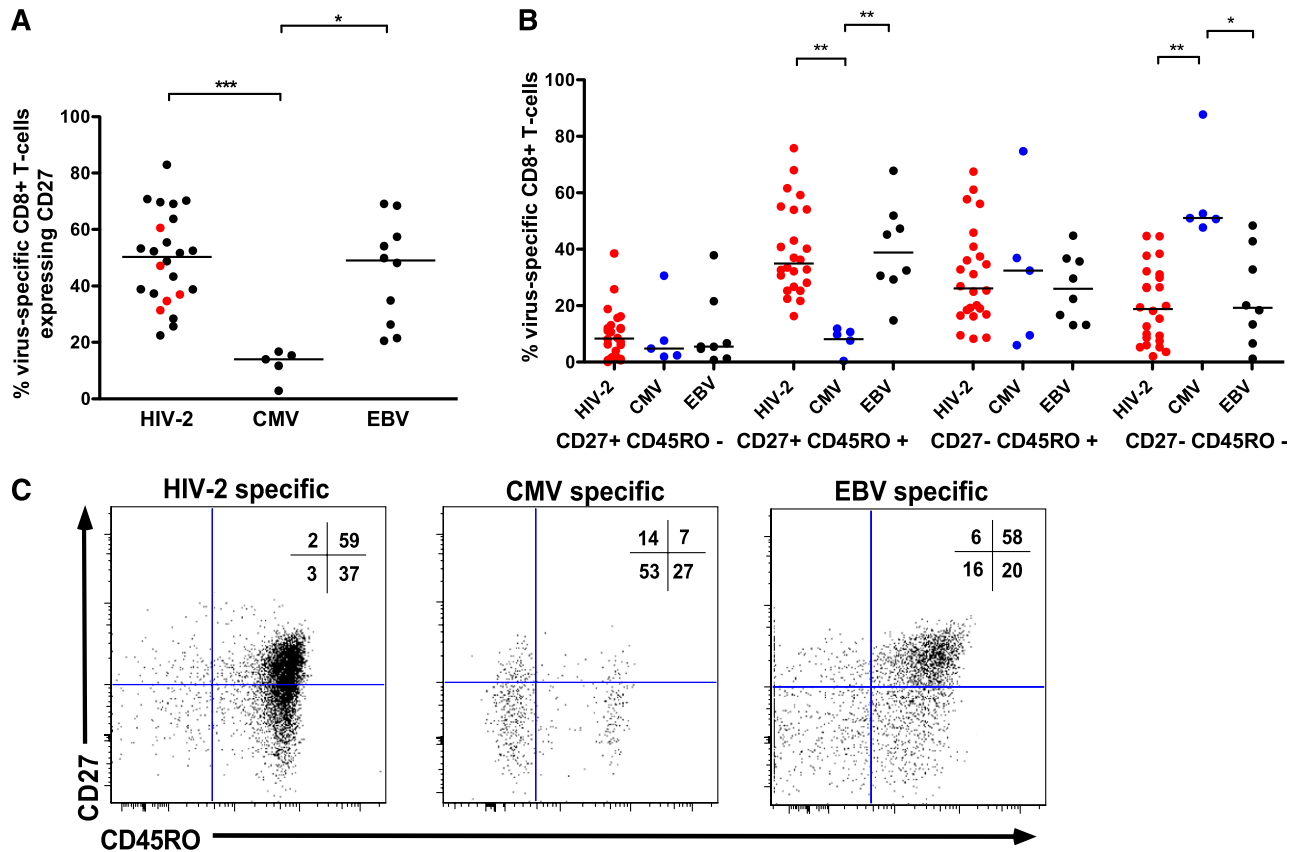 A
B
*
***
% virus-specific CD8+ T-cells
expressing CD27
100
80
60
40
20
0
HIV-2 CMV EBV
**
**
**
*
% virus-specific CD8+ T-cells
100
80
60
40
20
0
HIV-2 CMV EBV HIV-2 CMV EBV HIV-2 CMV EBV HIV-2 CMV EBV
CD27+ CD45RO - CD27+ CD45RO + CD27- CD45RO + CD27- CD45RO -
C
HIV-2 specific CMV specific EBV specific
2 59
3 37
14 7
53 27
6 58
16 20
CD27
CD45RO